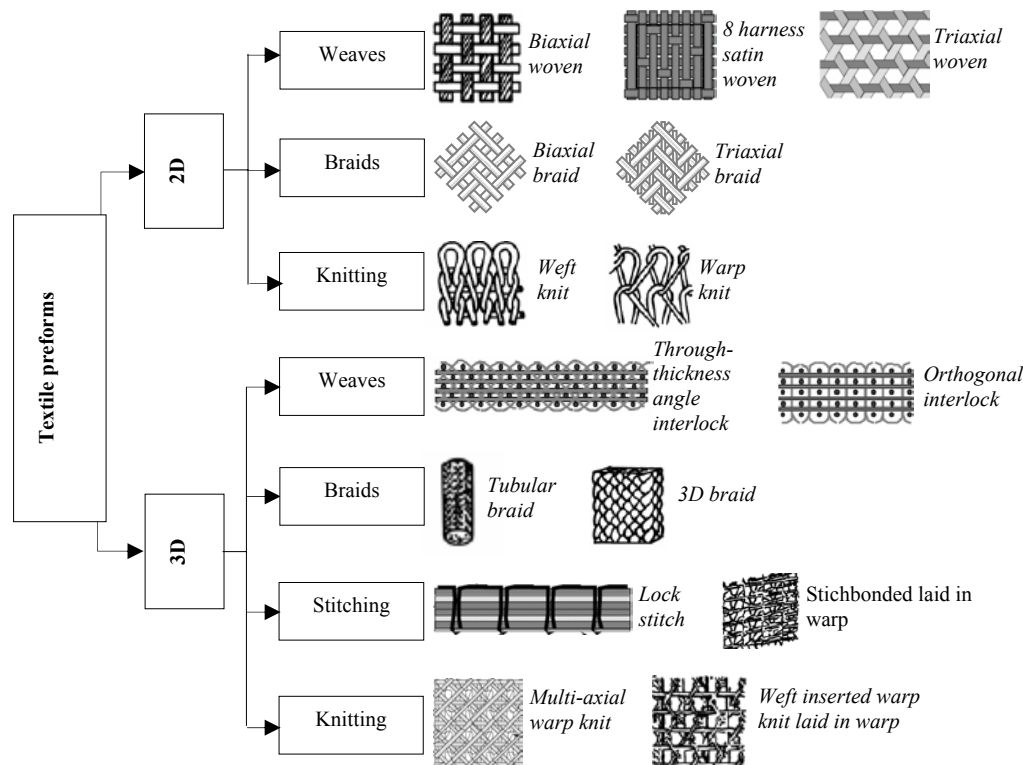 Textile preforms
2D
Weaves
Biaxial
woven
8 harness
satin
woven
Triaxial
woven
Braids
Biaxial
braid
Triaxial
braid
Knitting
Weft
knit
Warp
knit
3D
Weaves
Through-
thickness
angle
interlock
Orthogonal
interlock
Braids
Tubular
braid
3D braid
Stitching
Lock
stitch
Stichbonded laid in
warp
Knitting
Multi-axial
warp knit
Weft inserted warp
knit laid in warp